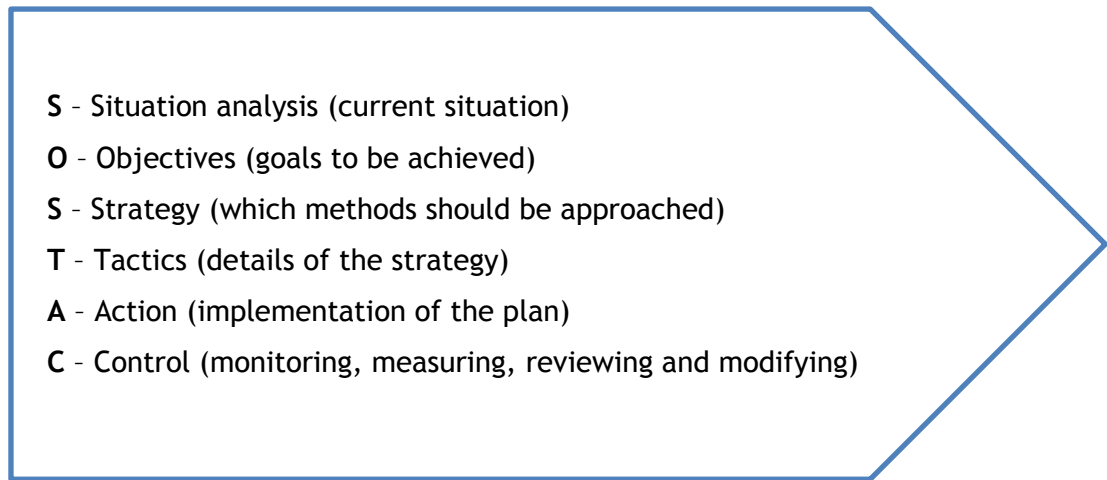 S – Situation analysis (current situation)
O – Objectives (goals to be achieved)
S – Strategy (which methods should be approached)
T – Tactics (details of the strategy)
A – Action (implementation of the plan)
C – Control (monitoring, measuring, reviewing and modifying)